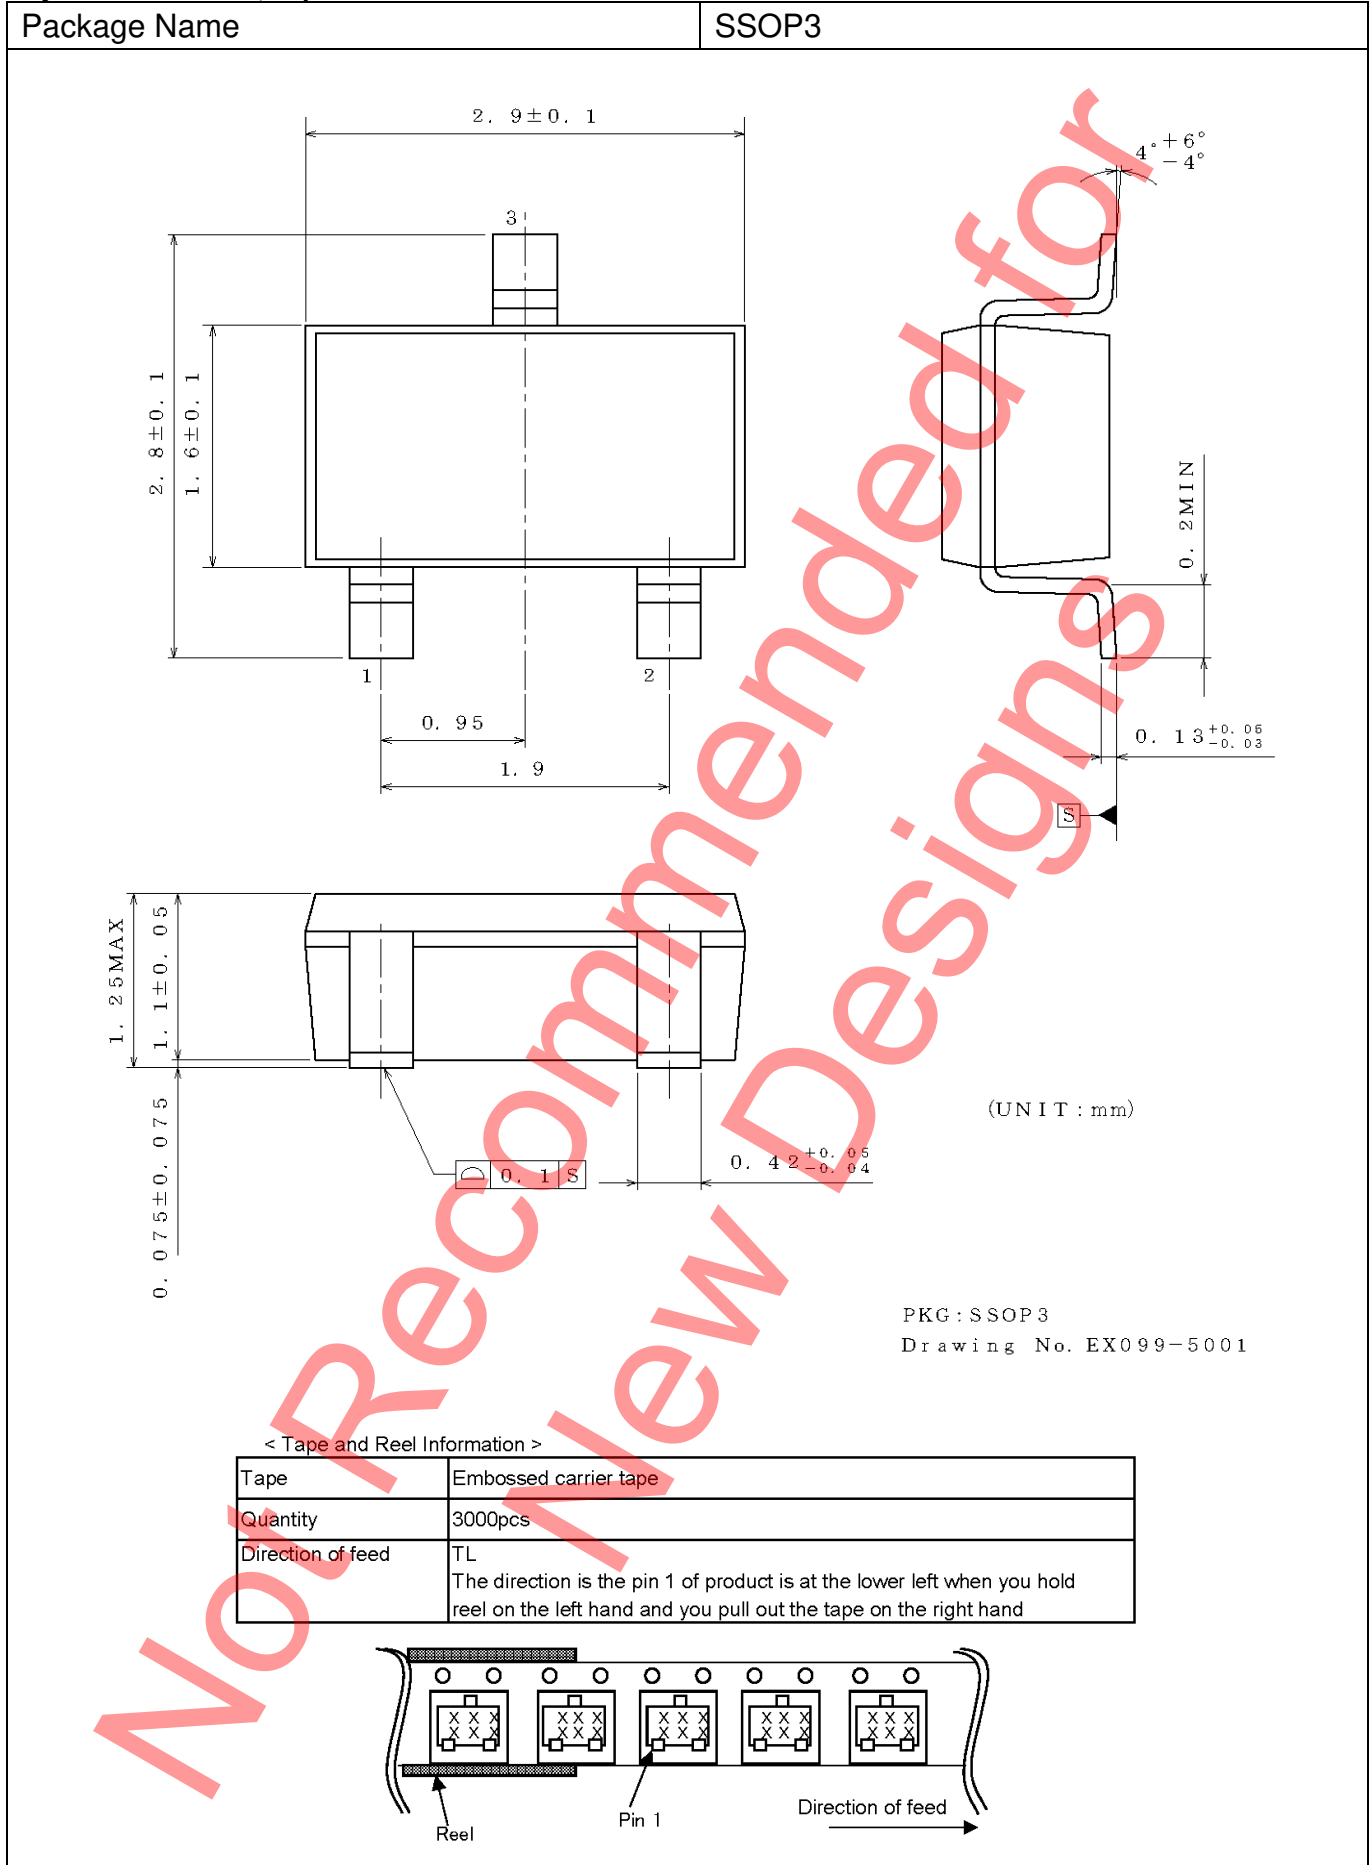 Package Name
SSOP3
2. 9±0. 1
4°+6°
−4°
3
2. 8±0. 1
1. 6±0. 1
0. 2MIN
1
2
0. 95
1. 9
0. 13+0. 05
−0. 03
S
1. 25MAX
1. 1±0. 05
0. 075±0. 075
0. 1 S
0. 42+0. 05
−0. 04
(UNIT : mm)
PKG : SSOP3
Drawing No. EX099−5001
Not Recommended for
New Designs
< Tape and Reel Information >
Tape
Embossed carrier tape
Quantity
3000pcs
Direction of feed
TL
The direction is the pin 1 of product is at the lower left when you hold
reel on the left hand and you pull out the tape on the right hand
X X X X X X X X X X X X X X X
X X X X X X X X X X X X X X X
Reel
Pin 1
Direction of feed